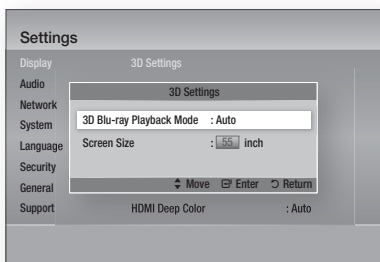 Settings
Display 3D Settings
Audio
3D Settings
Network
System
3D Blu-ray Playback Mode : Auto
Language
Screen Size : 55 inch
Security
General
Move Enter Return
Support HDMI Deep Color : Auto